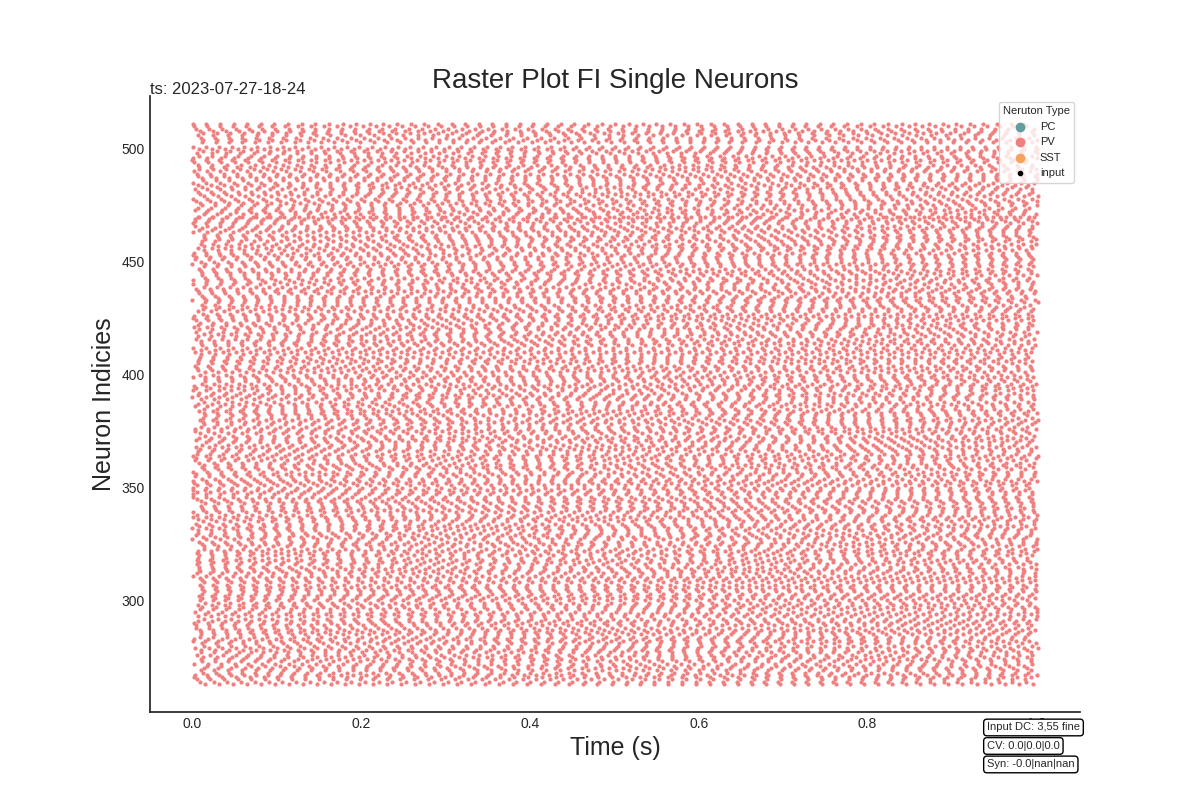 Raster Plot FI Single Neurons
ts: 2023-07-27-18-24
Neruton Type
PC
PV
SST
input
500
450
400
350
300
Neuron Indicies
0.0 0.2 0.4 0.6 0.8
Time (s)
Input DC: 3,55 fine
CV: 0.0|0.0|0.0
Syn: -0.0|nan|nan